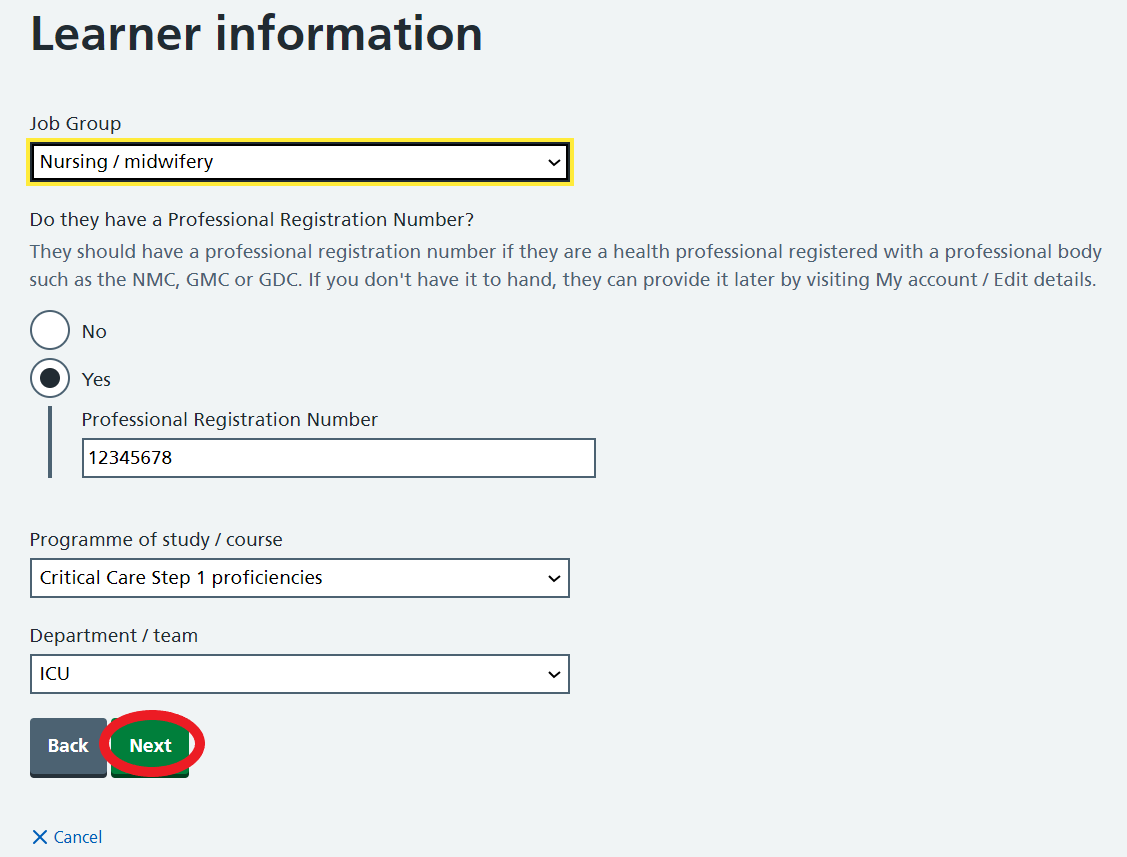 Learner information
Job Group
Nursing / midwifery
Do they have a Professional Registration Number?
They should have a professional registration number if they are a health professional registered with a professional body
such as the NMC, GMC or GDC. If you don't have it to hand, they can provide it later by visiting My account / Edit details.
No
Yes
Professional Registration Number
12345678
Programme of study / course
Critical Care Step 1 proficiencies
Department / team
ICU
Back Next
Cancel